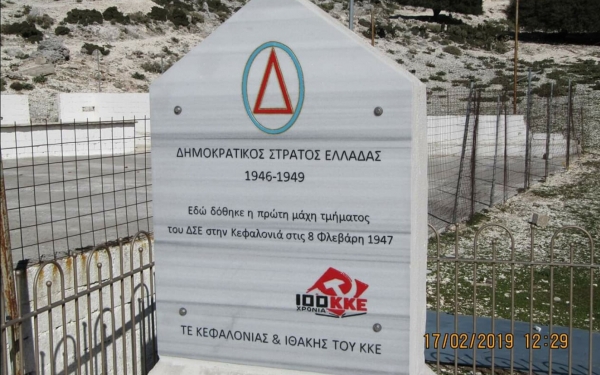 Δ
ΔΗΜΟΚΡΑΤΙΚΟΣ ΣΤΡΑΤΟΣ ΕΛΛΑΔΑΣ
1946-1949
Εδώ δόθηκε η πρώτη μάχη τμήματος
του ΔΣΕ στην Κεφαλονιά στις 8 Φλεβάρη 1947
100 ΚΚΕ
ΧΡΟΝΙΑ
ΤΕ ΚΕΦΑΛΟΝΙΑΣ & ΙΘΑΚΗΣ ΤΟΥ ΚΚΕ
17/02/2019 12:29